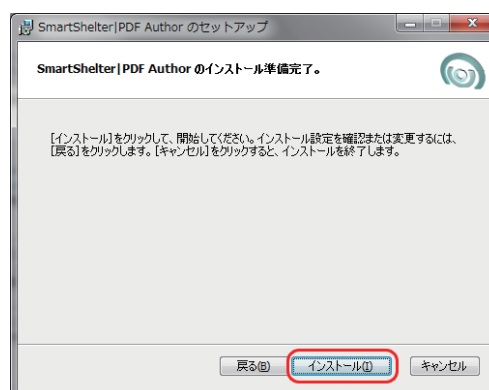 SmartShelter|PDF Author のセットアップ
SmartShelter|PDF Author のインストール準備完了。
[インストール]をクリックして、開始してください。インストール設定を確認または変更するには、
[戻る]をクリックします。[キャンセル]をクリックすると、インストールを終了します。
戻る(B) インストール(I) キャンセル